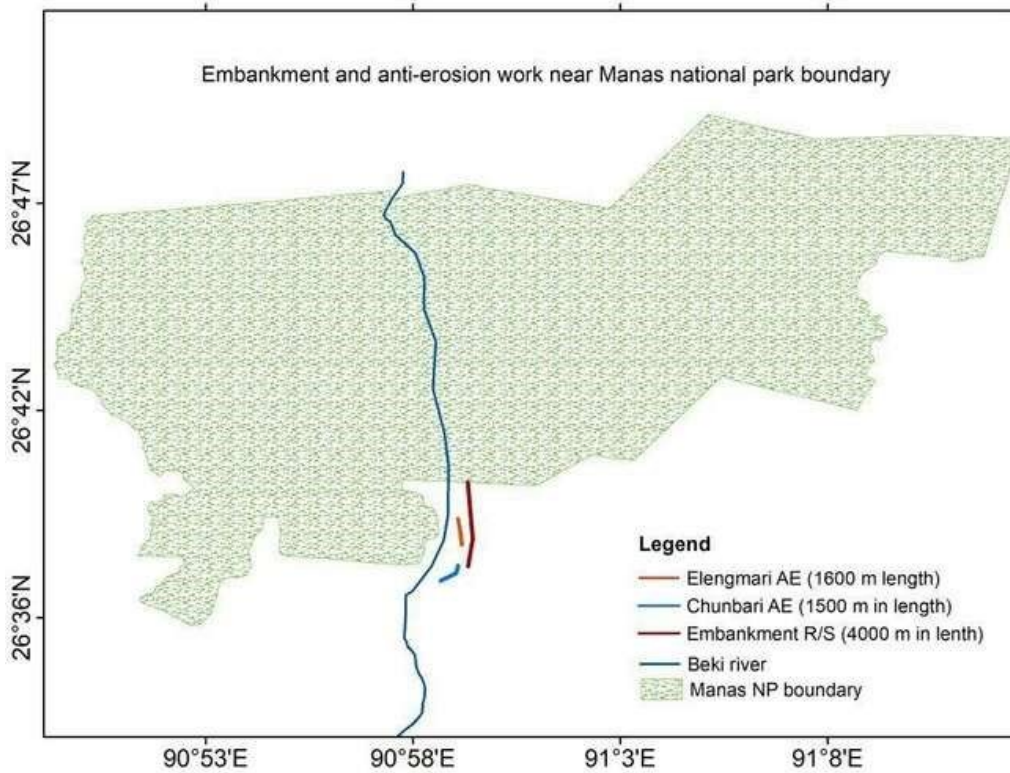 Embankment and anti-erosion work near Manas national park boundary
26°47'N
26°42'N
26°36'N
Legend
Elengmari AE (1600 m length)
Chunbari AE (1500 m in length)
Embankment R/S (4000 m in lenth)
Beki river
Manas NP boundary
90°53'E
90°58'E
91°3'E
91°8'E